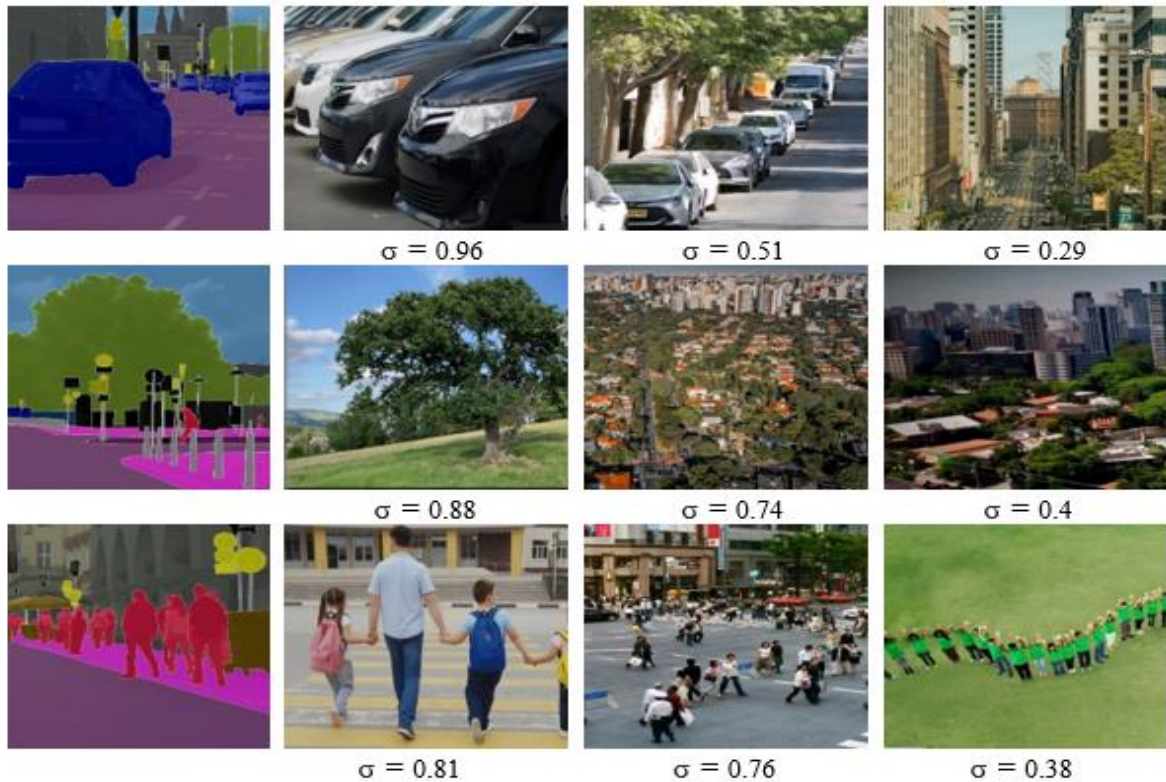 σ = 0.96 σ = 0.51 σ = 0.29
σ = 0.88 σ = 0.74 σ = 0.4
σ = 0.81 σ = 0.76 σ = 0.38